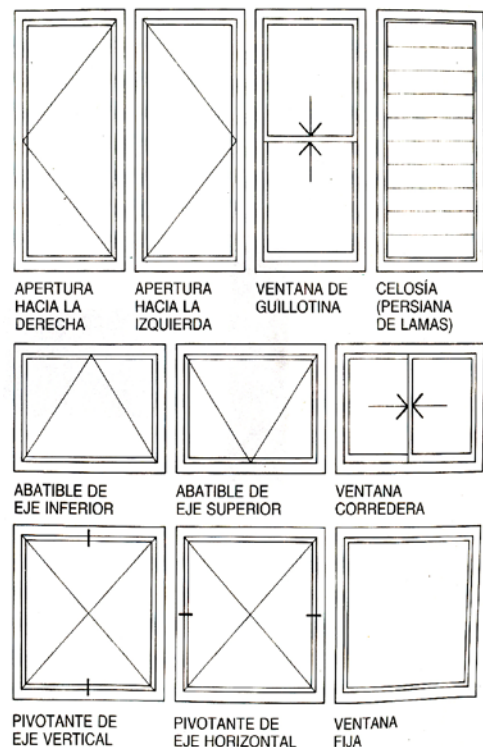 APERTURA
HACIA LA
DERECHA
APERTURA
HACIA LA
IZQUIERDA
VENTANA DE
GUILLOTINA
CELOSÍA
(PERSIANA
DE LAMAS)
ABATIBLE DE
EJE INFERIOR
ABATIBLE DE
EJE SUPERIOR
VENTANA
CORREDERA
PIVOTANTE DE
EJE VERTICAL
PIVOTANTE DE
EJE HORIZONTAL
VENTANA
FIJA